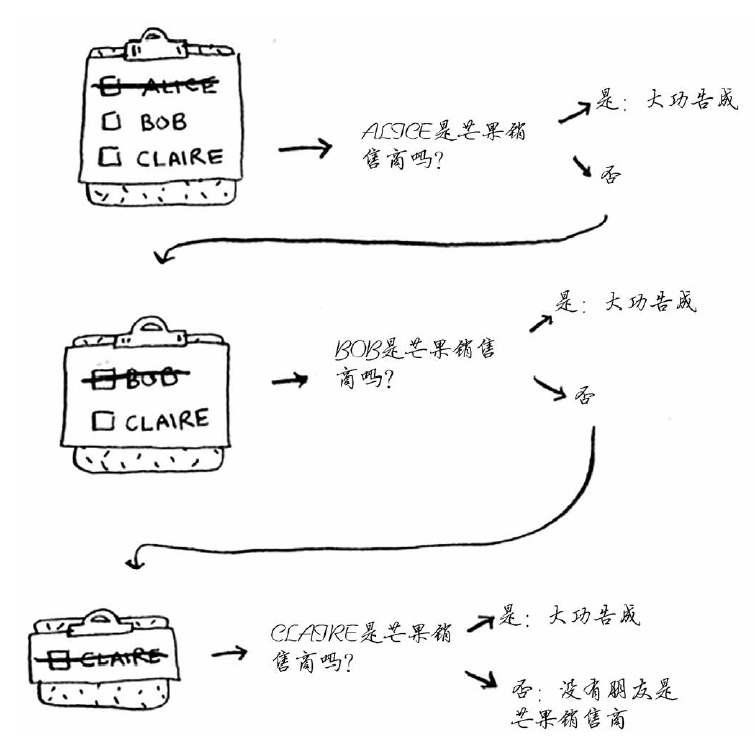 ALICE
BOB
CLAIRE
ALICE是芒果销
售商吗?
是: 大功告成
否
BOB
CLAIRE
BOB是芒果销售
商吗?
是: 大功告成
否
CLAIRE
CLAIRE是芒果销
售商吗?
是: 大功告成
否: 没有朋友是
芒果销售商